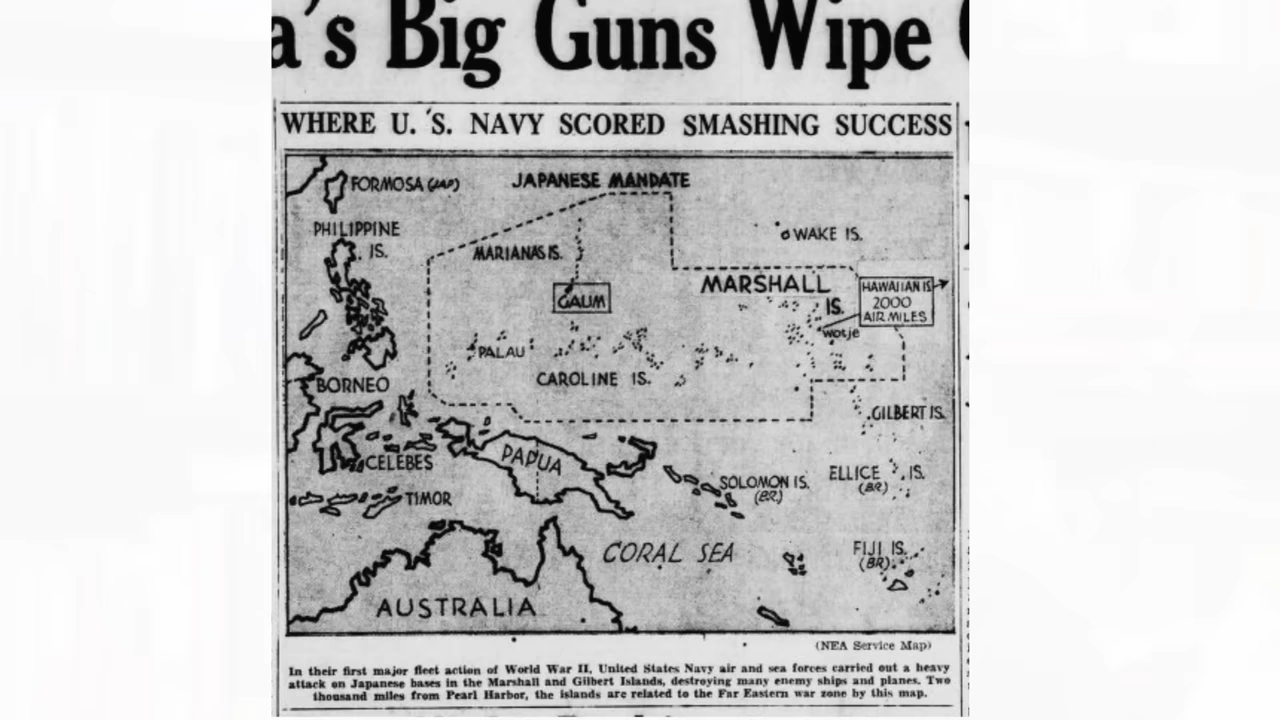 a's Big Guns Wipe
WHERE U. S. NAVY SCORED SMASHING SUCCESS
FORMOSA (JAP)
JAPANESE MANDATE
PHILIPPINE
IS.
WAKE IS.
MARIANAS IS.
MARSHALL
IS.
HAWAIIAN IS
2000
AIR MILES
GAUM
wotje
PALAU
CAROLINE IS.
BORNEO
GILBERT IS.
PAPUA
CELEBES
SOLOMON IS.
(BR.)
ELLICE IS.
(BR.)
TIMOR
CORAL SEA
FIJI IS.
(BR.)
AUSTRALIA
(NEA Service Map)
In their first major fleet action of World War II, United States Navy air and sea forces carried out a heavy
attack on Japanese bases in the Marshall and Gilbert Islands, destroying many enemy ships and planes. Two
thousand miles from Pearl Harbor, the islands are related to the Far Eastern war zone by this map.